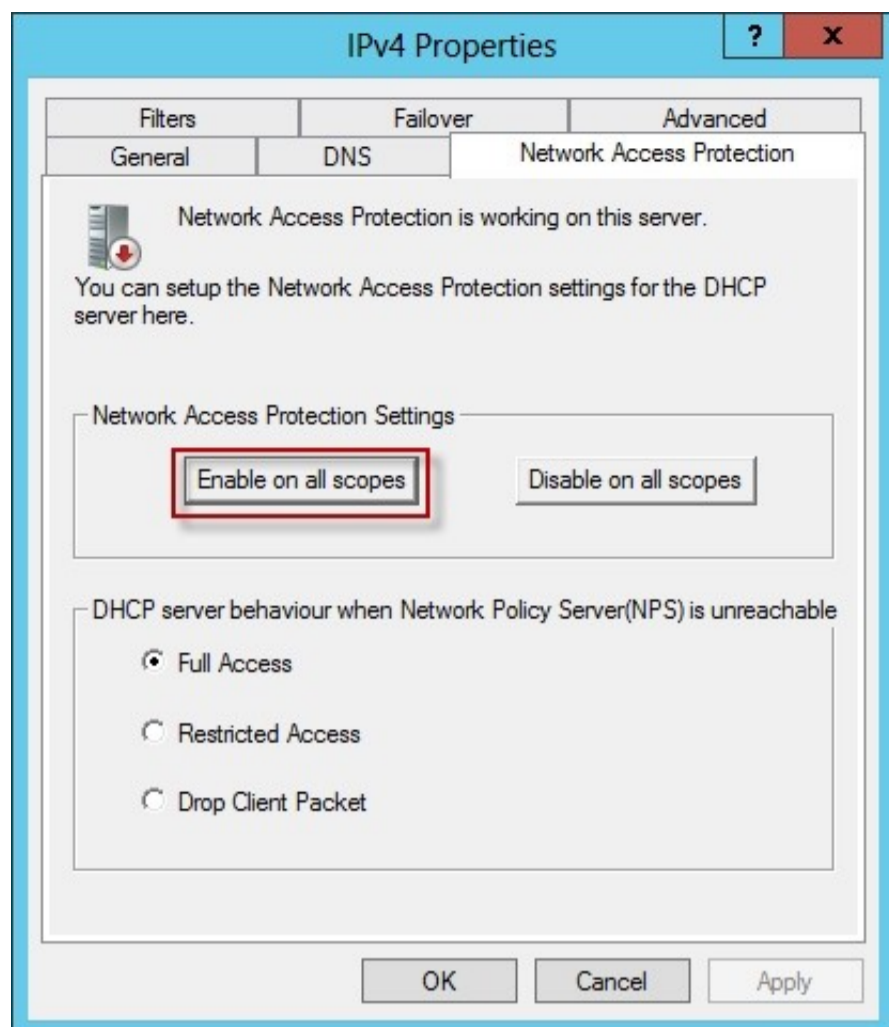 IPv4 Properties
?
x
Filters
Failover
Advanced
General
DNS
Network Access Protection
Network Access Protection is working on this server.
You can setup the Network Access Protection settings for the DHCP
server here.
Network Access Protection Settings
Enable on all scopes
Disable on all scopes
DHCP server behaviour when Network Policy Server(NPS) is unreachable
Full Access
Restricted Access
Drop Client Packet
OK
Cancel
Apply